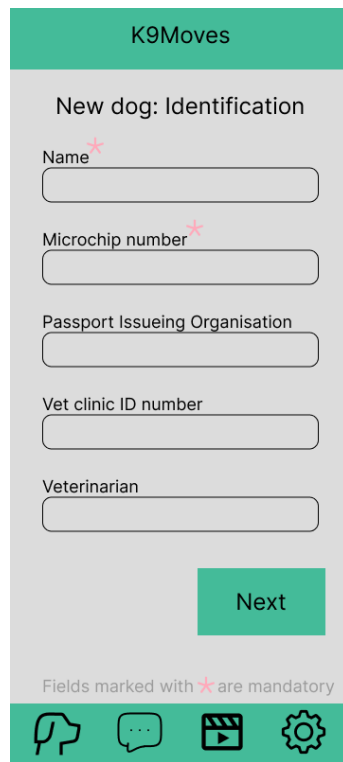 K9Moves
New dog: Identification
Name*
Microchip number*
Passport Issueing Organisation
Vet clinic ID number
Veterinarian
Next
Fields marked with * are mandatory